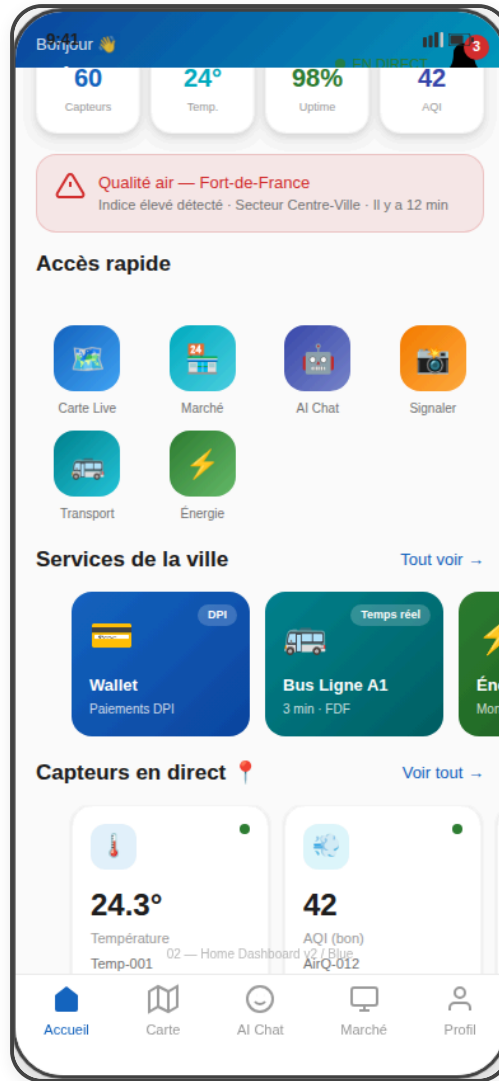 9:41
Bonjour 👋
3
EN DIRECT
60
24°
98%
42
Capteurs
Temp.
Uptime
AQI
Qualité air — Fort-de-France
Indice élevé détecté · Secteur Centre-Ville · Il y a 12 min
Accès rapide
24
Carte Live
Marché
AI Chat
Signaler
Transport
Énergie
Services de la ville
Tout voir →
DPI
Temps réel
Wallet
Bus Ligne A1
Paiements DPI
3 min · FDF
Capteurs en direct 📍
Voir tout →
24.3°
42
Température
AQI (bon)
02 — Home Dashboard v2 / Blue
Temp-001
AirQ-012
Accueil
Carte
AI Chat
Marché
Profil